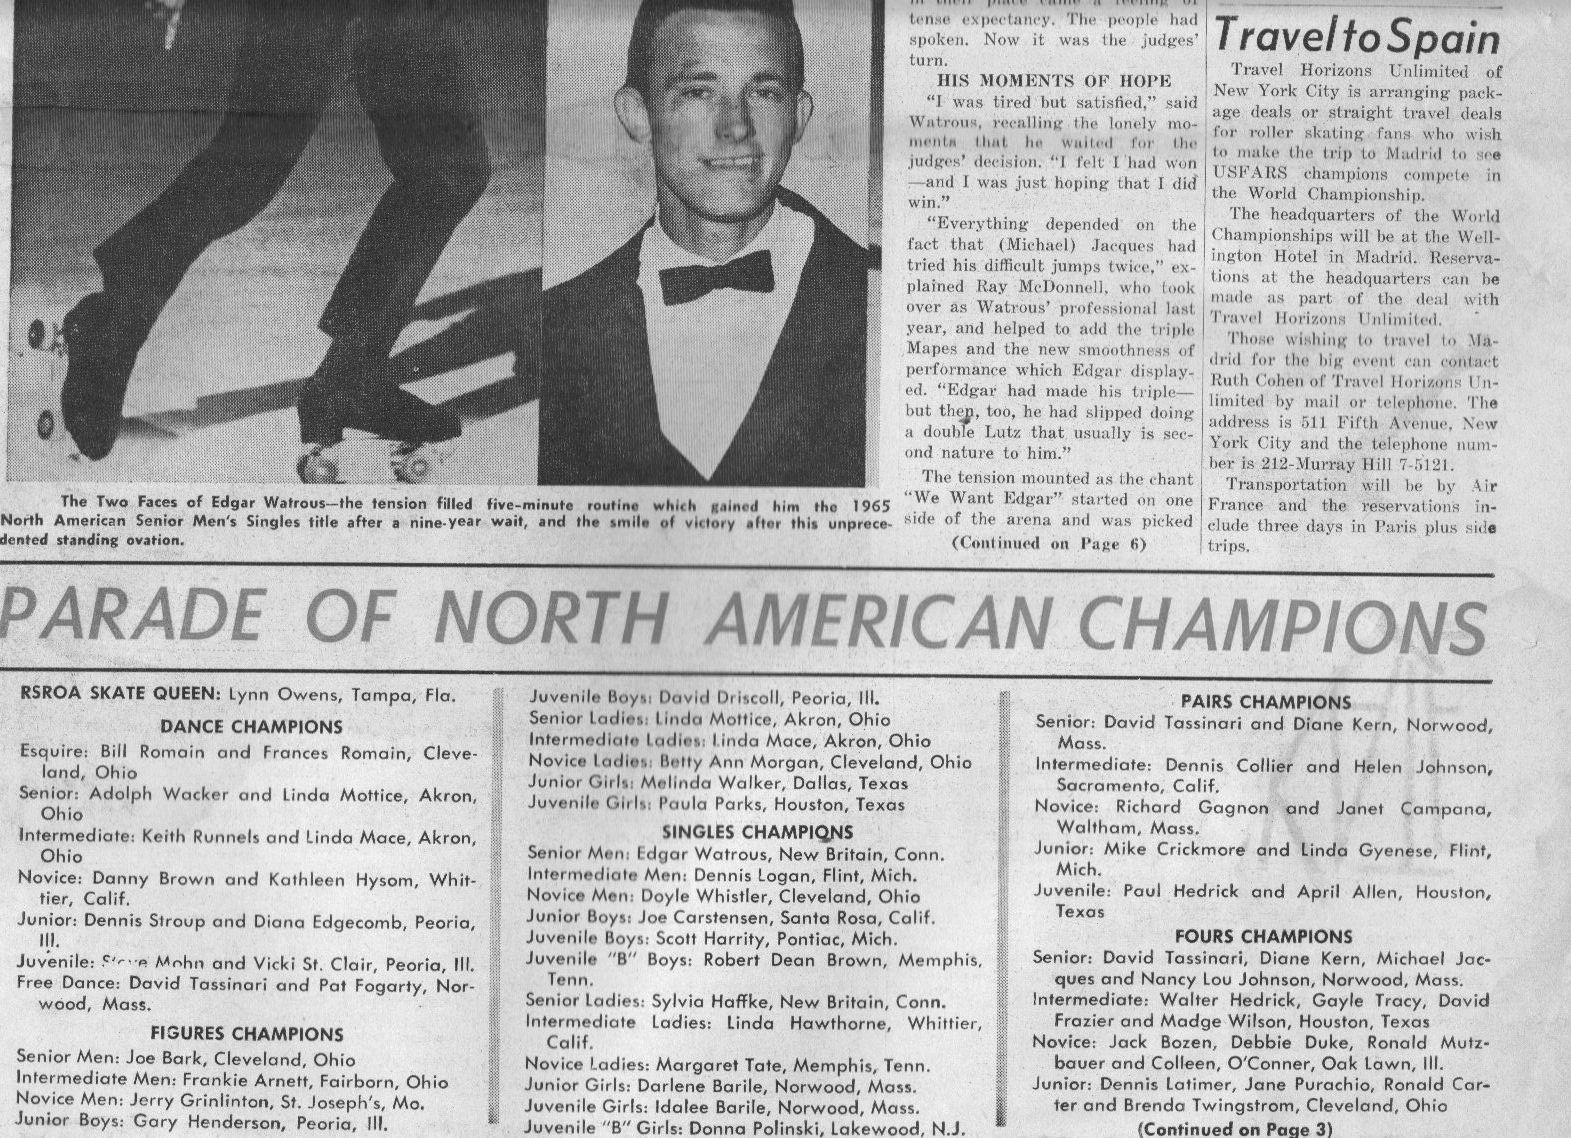 tense expectancy. The people had
spoken. Now it was the judges'
turn.
HIS MOMENTS OF HOPE
"I was tired but satisfied," said
Watrous, recalling the lonely mo-
ments that he waited for the
judges' decision. "I felt I had won
—and I was just hoping that I did
win."
"Everything depended on the
fact that (Michael) Jacques had
tried his difficult jumps twice," ex-
plained Ray McDonnell, who took
over as Watrous' professional last
year, and helped to add the triple
Mapes and the new smoothness of
performance which Edgar display-
ed. "Edgar had made his triple—
but then, too, he had slipped doing
a double Lutz that usually is sec-
ond nature to him."
The tension mounted as the chant
"We Want Edgar" started on one
side of the arena and was picked
(Continued on Page 6)
Travel to Spain
Travel Horizons Unlimited of
New York City is arranging pack-
age deals or straight travel deals
for roller skating fans who wish
to make the trip to Madrid to see
USFARS champions compete in
the World Championship.
The headquarters of the World
Championships will be at the Well-
ington Hotel in Madrid. Reserva-
tions at the headquarters can be
made as part of the deal with
Travel Horizons Unlimited.
Those wishing to travel to Ma-
drid for the big event can contact
Ruth Cohen of Travel Horizons Un-
limited by mail or telephone. The
address is 511 Fifth Avenue, New
York City and the telephone num-
ber is 212-Murray Hill 7-5121.
Transportation will be by Air
France and the reservations in-
clude three days in Paris plus side
trips.
The Two Faces of Edgar Watrous—the tension filled five-minute routine which gained him the 1965
North American Senior Men's Singles title after a nine-year wait, and the smile of victory after this unprece-
dented standing ovation.
PARADE OF NORTH AMERICAN CHAMPIONS
RSROA SKATE QUEEN: Lynn Owens, Tampa, Fla.
DANCE CHAMPIONS
Esquire: Bill Romain and Frances Romain, Cleve-
land, Ohio
Senior: Adolph Wacker and Linda Mottice, Akron,
Ohio
Intermediate: Keith Runnels and Linda Mace, Akron,
Ohio
Novice: Danny Brown and Kathleen Hysom, Whit-
tier, Calif.
Junior: Dennis Stroup and Diana Edgecomb, Peoria,
Ill.
Juvenile: Mohn and Vicki St. Clair, Peoria, Ill.
Free Dance: David Tassinari and Pat Fogarty, Nor-
wood, Mass.
FIGURES CHAMPIONS
Senior Men: Joe Bark, Cleveland, Ohio
Intermediate Men: Frankie Arnett, Fairborn, Ohio
Novice Men: Jerry Grinlinton, St. Joseph's, Mo.
Junior Boys: Gary Henderson, Peoria, Ill.
Juvenile Boys: David Driscoll, Peoria, Ill.
Senior Ladies: Linda Mottice, Akron, Ohio
Intermediate Ladies: Linda Mace, Akron, Ohio
Novice Ladies: Betty Ann Morgan, Cleveland, Ohio
Junior Girls: Melinda Walker, Dallas, Texas
Juvenile Girls: Paula Parks, Houston, Texas
SINGLES CHAMPIONS
Senior Men: Edgar Watrous, New Britain, Conn.
Intermediate Men: Dennis Logan, Flint, Mich.
Novice Men: Doyle Whistler, Cleveland, Ohio
Junior Boys: Joe Carstensen, Santa Rosa, Calif.
Juvenile Boys: Scott Harrity, Pontiac, Mich.
Juvenile "B" Boys: Robert Dean Brown, Memphis,
Tenn.
Senior Ladies: Sylvia Haffke, New Britain, Conn.
Intermediate Ladies: Linda Hawthorne, Whittier,
Calif.
Novice Ladies: Margaret Tate, Memphis, Tenn.
Junior Girls: Darlene Barile, Norwood, Mass.
Juvenile Girls: Idalee Barile, Norwood, Mass.
Juvenile "B" Girls: Donna Polinski, Lakewood, N.J.
PAIRS CHAMPIONS
Senior: David Tassinari and Diane Kern, Norwood,
Mass.
Intermediate: Dennis Collier and Helen Johnson,
Sacramento, Calif.
Novice: Richard Gagnon and Janet Campana,
Waltham, Mass.
Junior: Mike Crickmore and Linda Gyenese, Flint,
Mich.
Juvenile: Paul Hedrick and April Allen, Houston,
Texas
FOURS CHAMPIONS
Senior: David Tassinari, Diane Kern, Michael Jac-
ques and Nancy Lou Johnson, Norwood, Mass.
Intermediate: Walter Hedrick, Gayle Tracy, David
Frazier and Madge Wilson, Houston, Texas
Novice: Jack Bozen, Debbie Duke, Ronald Mutz-
bauer and Colleen, O'Conner, Oak Lawn, Ill.
Junior: Dennis Latimer, Jane Purachio, Ronald Car-
ter and Brenda Twingstrom, Cleveland, Ohio
(Continued on Page 3)